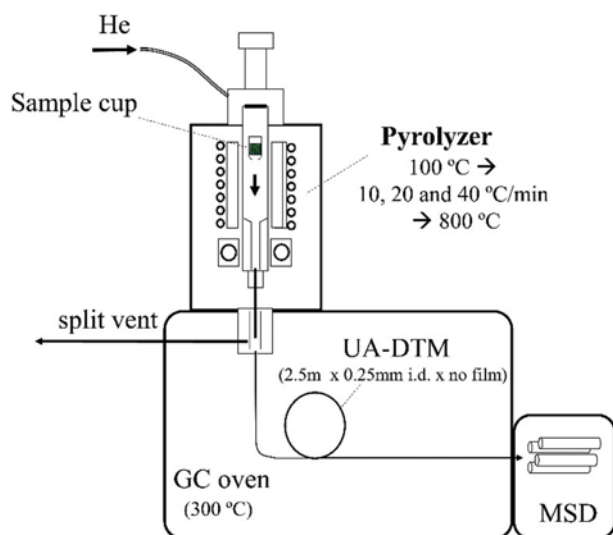 He
Sample cup
Pyrolyzer
100 ºC →
10, 20 and 40 ºC/min
→ 800 ºC
split vent
UA-DTM
(2.5m x 0.25mm i.d. x no film)
GC oven
(300 ºC)
MSD